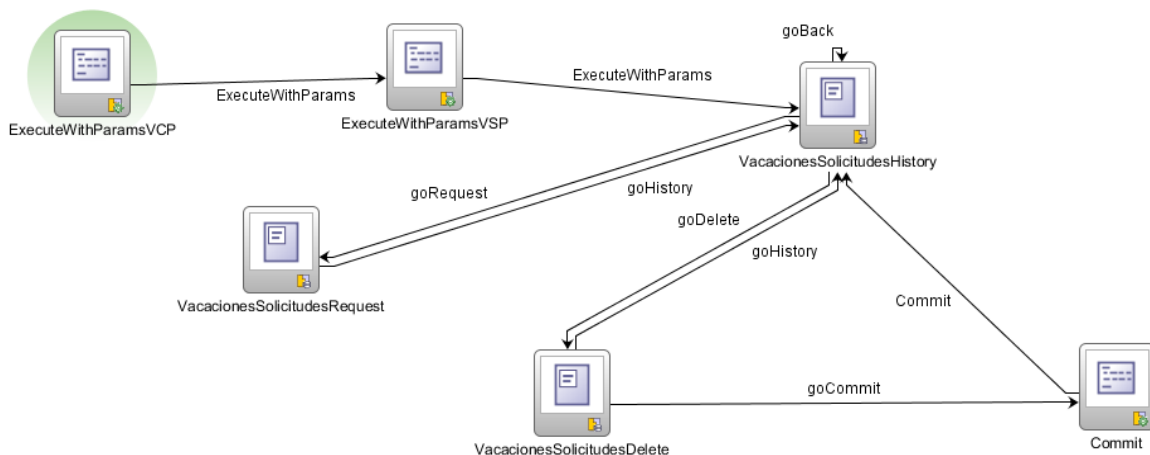 goBack
ExecuteWithParams
ExecuteWithParams
ExecuteWithParamsVCP
ExecuteWithParamsVSP
VacacionesSolicitudesHistory
goRequest
goHistory
goDelete
goHistory
VacacionesSolicitudesRequest
Commit
goCommit
VacacionesSolicitudesDelete
Commit